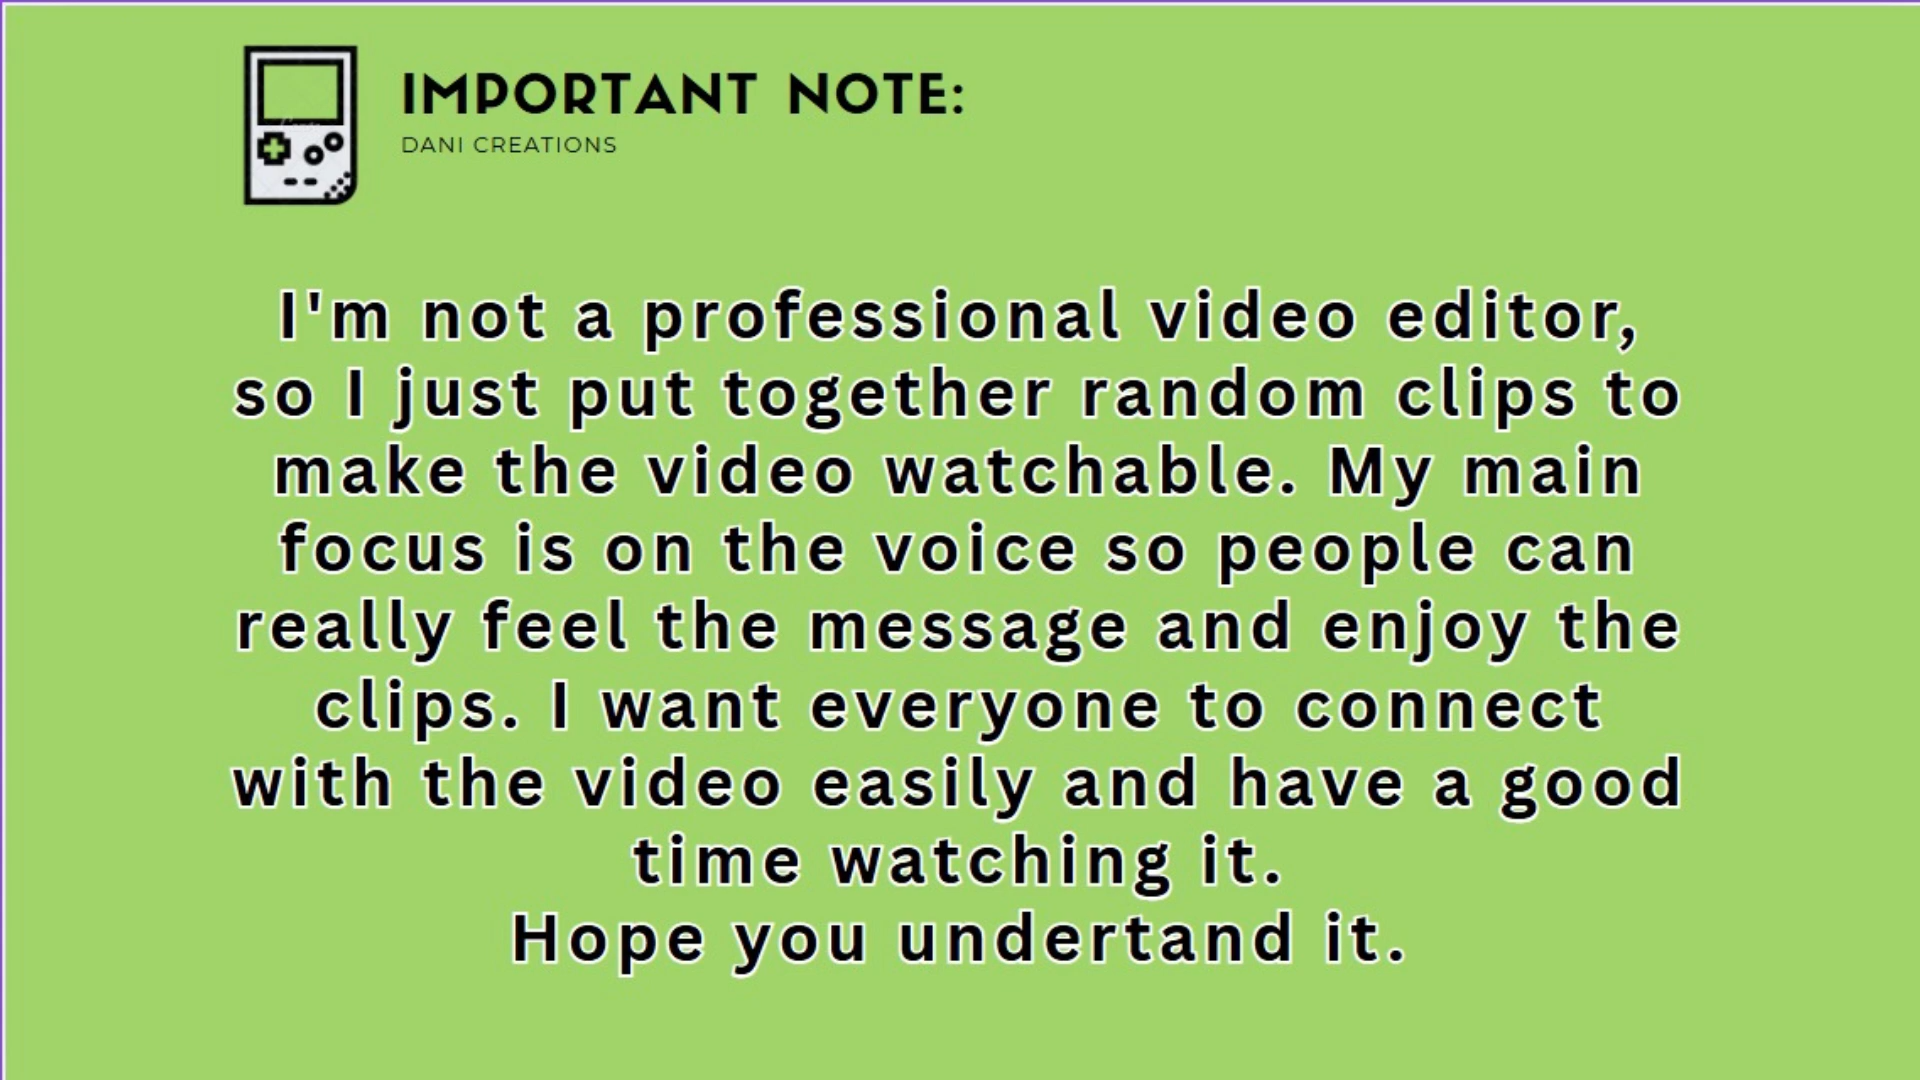 IMPORTANT NOTE:
DANI CREATIONS
I'm not a professional video editor,
so I just put together random clips to
make the video watchable. My main
focus is on the voice so people can
really feel the message and enjoy the
clips. I want everyone to connect
with the video easily and have a good
time watching it.
Hope you undertand it.